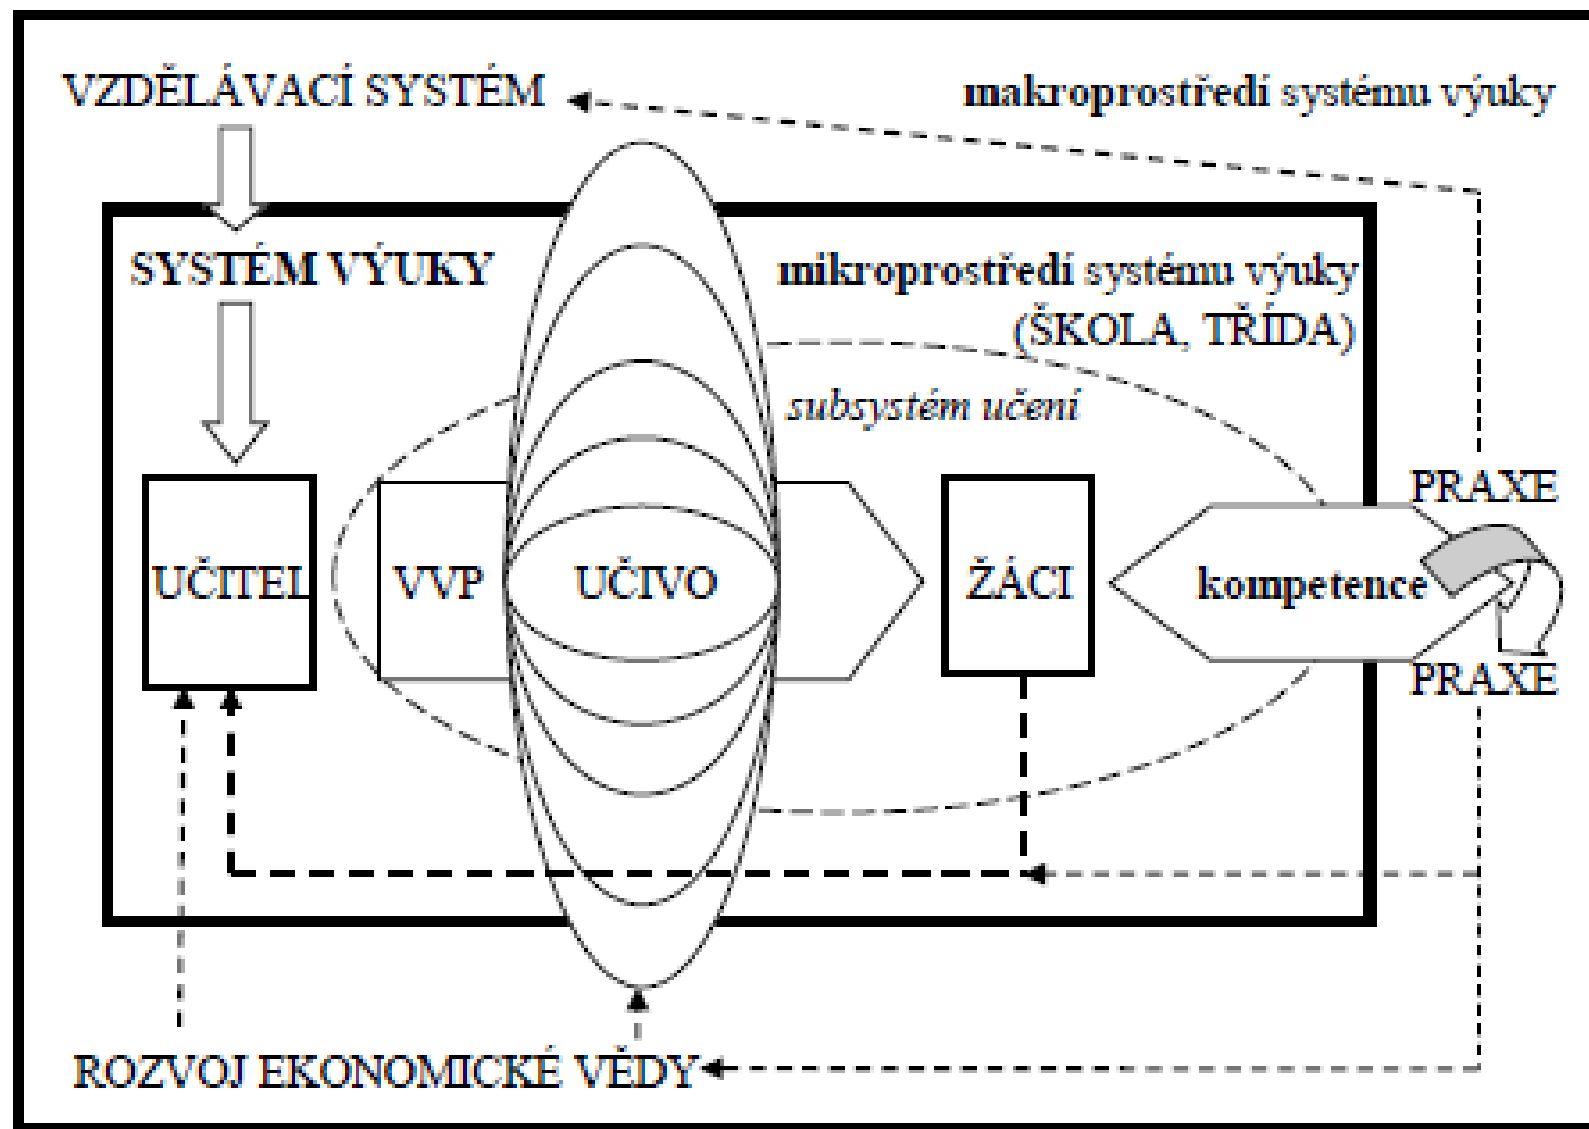 VZDĚLÁVACÍ SYSTÉM
makroprostředí systému výuky
SYSTÉM VÝUKY
mikroprostředí systému výuky
(ŠKOLA, TŘÍDA)
subsystém učení
PRAXE
UČITEL
VVP
UČIVO
ŽÁCI
kompetence
PRAXE
ROZVOJ EKONOMICKÉ VĚDY